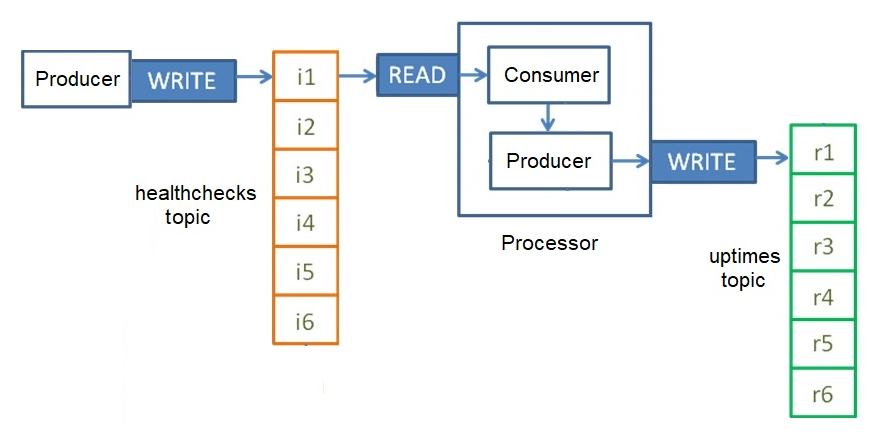 Producer
WRITE
i1
i2
i3
i4
i5
i6
healthchecks
topic
READ
Consumer
Producer
Processor
WRITE
uptimes
topic
r1
r2
r3
r4
r5
r6